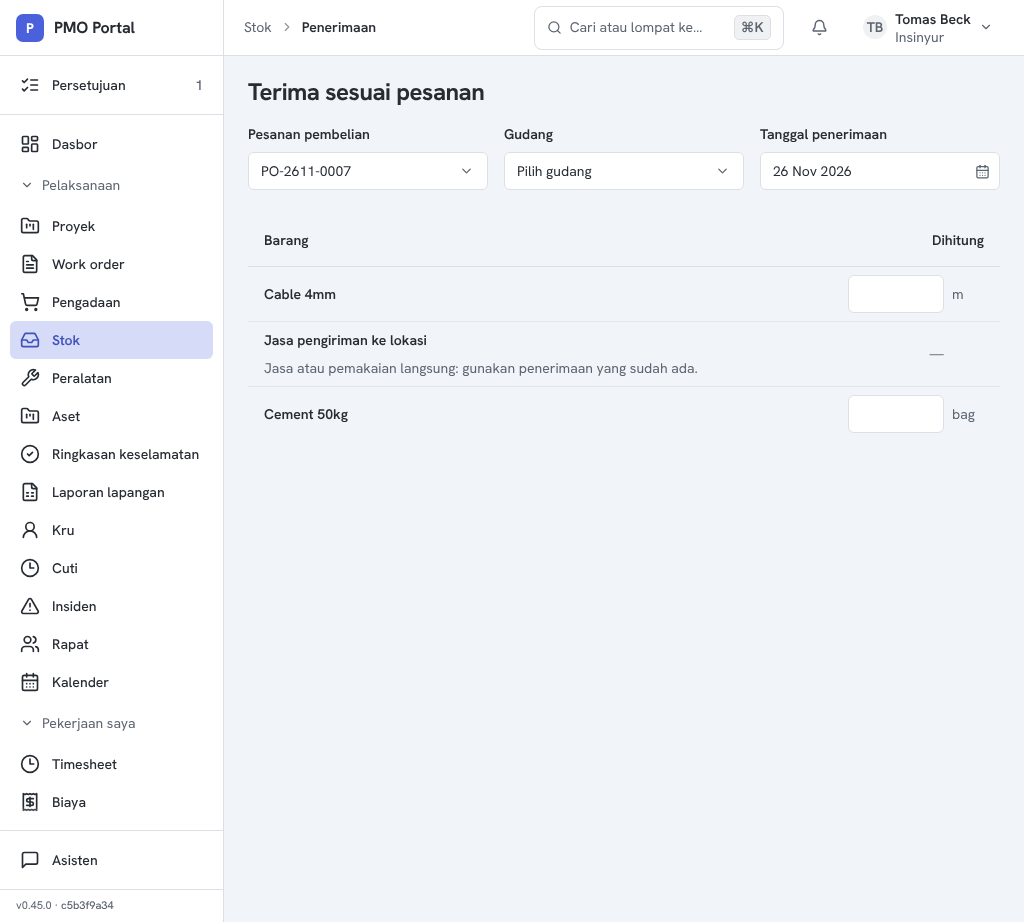 P PMO Portal
Stok > Penerimaan
Cari atau lompat ke... ⌘K
TB Tomas Beck
Insinyur
Persetujuan 1
Dasbor
Pelaksanaan
Proyek
Work order
Pengadaan
Stok
Peralatan
Aset
Ringkasan keselamatan
Laporan lapangan
Kru
Cuti
Insiden
Rapat
Kalender
Pekerjaan saya
Timesheet
Biaya
Asisten
v0.45.0 · c5b3f9a34
Terima sesuai pesanan
Pesanan pembelian Gudang Tanggal penerimaan
PO-2611-0007 Pilih gudang 26 Nov 2026
Barang Dihitung
Cable 4mm m
Jasa pengiriman ke lokasi —
Jasa atau pemakaian langsung: gunakan penerimaan yang sudah ada.
Cement 50kg bag